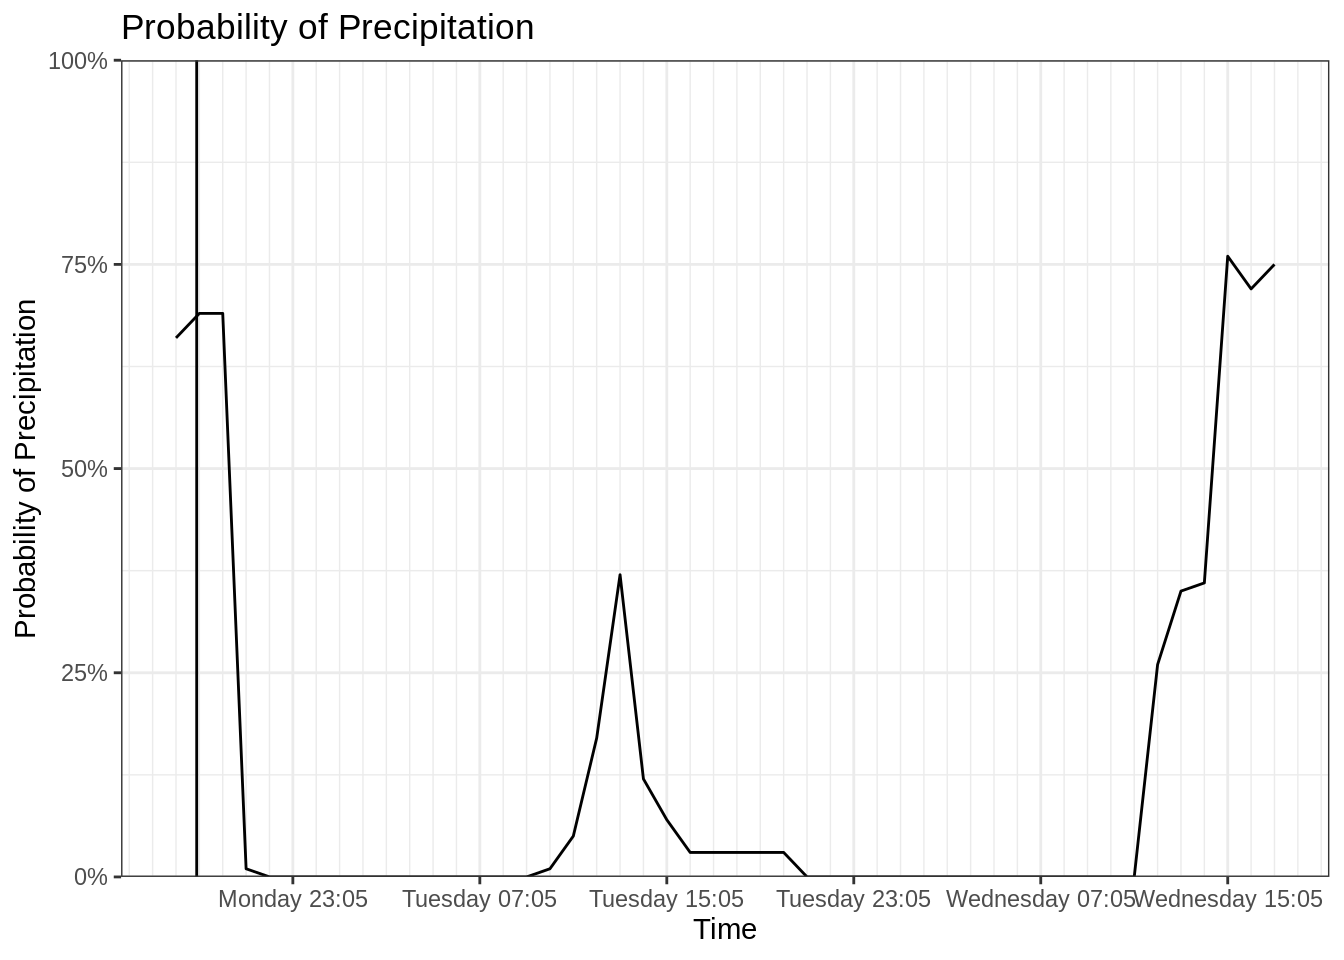 Probability of Precipitation
100%
75%
50%
25%
0%
Probability of Precipitation
Monday 23:05
Tuesday 07:05
Tuesday 15:05
Tuesday 23:05
Wednesday 07:05
Wednesday 15:05
Time